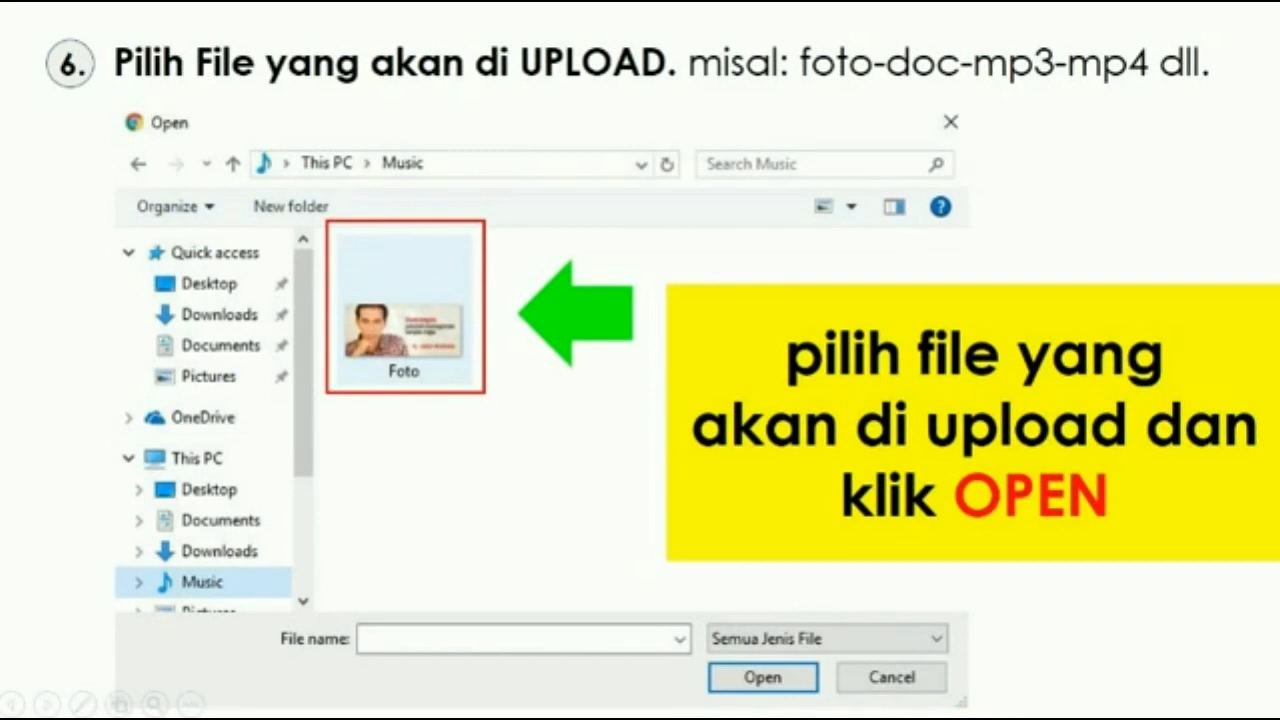 6. Pilih File yang akan di UPLOAD. misal: foto-doc-mp3-mp4 dll.
Open
This PC > Music
Search Music
Organize
New folder
Quick access
Desktop
Downloads
Documents
Pictures
OneDrive
This PC
Desktop
Documents
Downloads
Music
Pictures
Foto
pilih file yang
akan di upload dan
klik OPEN
File name:
Semua Jenis File
Open
Cancel